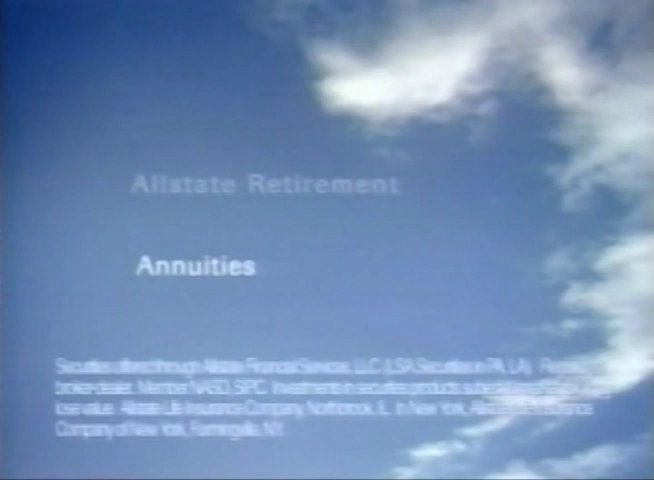 Allstate Retirement
Annuities
Securities offered through Allstate Financial Services, LLC (LSA Securities in PA, LA).
broker-dealer. Member NASD, SIPC. Investments in securities products
lose value. Allstate Life Insurance Company, Northbrook, IL. In New York,
Company of New York, Farmingville, NY.